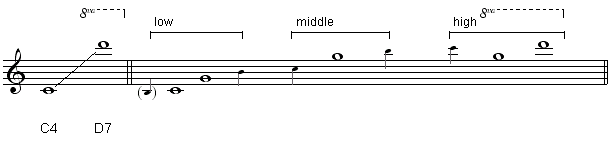 8va 8va
low middle high
( )
C4 D7